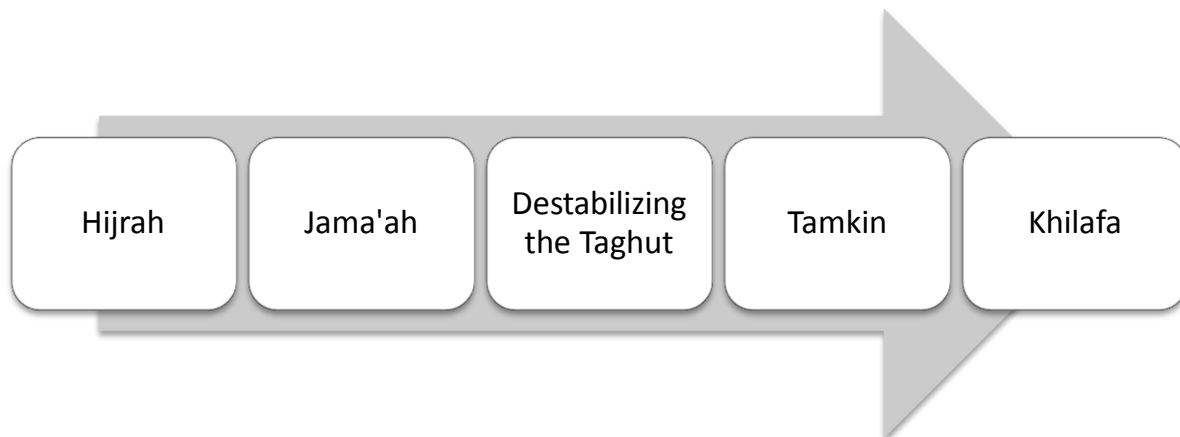 Hijrah
Jama'ah
Destabilizing
the Taghut
Tamkin
Khilafa